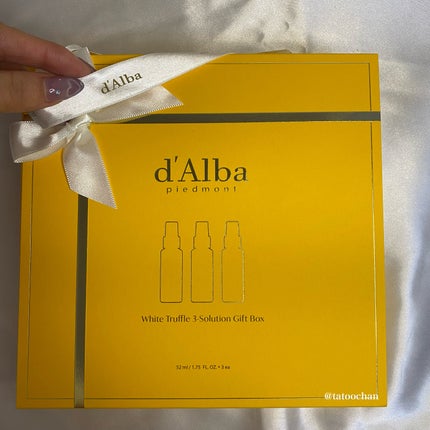 d'Alba
d'Alba
piedmont
White Truffle 3-Solution Gift Box
52 ml / 1.75 FL. OZ. • 3 ea
@tatoochan